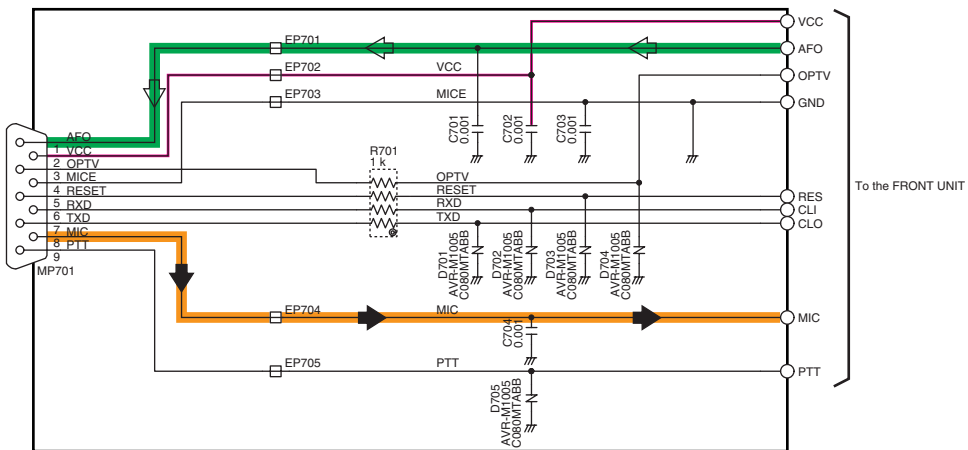 VCC
EP701
AFO
EP702
VCC
OPTV
EP703
MICE
GND
C701
0.001
C702
0.001
C703
0.001
AFO
1
VCC
2
OPTV
3
MICE
4
RESET
5
RXD
6
TXD
7
MIC
8
PTT
9
MP701
R701
1 k
OPTV
RESET
RXD
TXD
RES
CLI
CLO
To the FRONT UNIT
D701
AVR-M1005
C080MTABB
D702
AVR-M1005
C080MTABB
D703
AVR-M1005
C080MTABB
D704
AVR-M1005
C080MTABB
EP704
MIC
MIC
C704
0.001
EP705
PTT
PTT
D705
AVR-M1005
C080MTABB